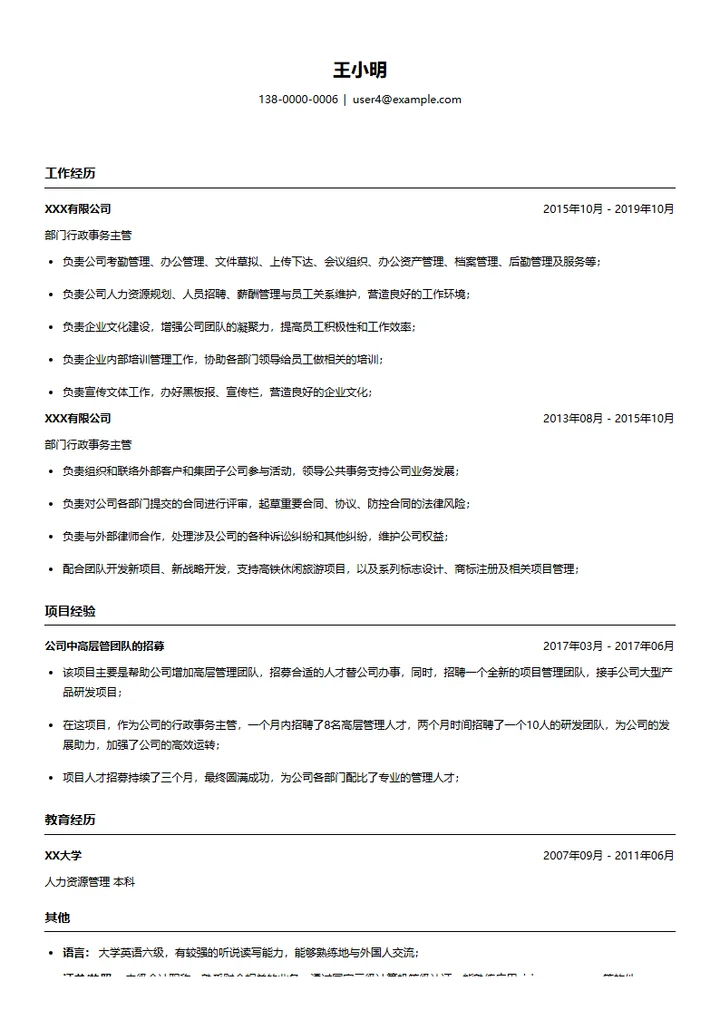 王小明
138-0000-0006 | user4@example.com
工作经历
XXX有限公司 2015年10月 - 2019年10月
部门行政事务主管
• 负责公司考勤管理、办公管理、文件草拟、上传下达、会议组织、办公资产管理、档案管理、后勤管理及服务等；
• 负责公司人力资源规划、人员招聘、薪酬管理与员工关系维护，营造良好的工作环境；
• 负责企业文化建设，增强公司团队的凝聚力，提高员工积极性和工作效率；
• 负责企业内部培训管理工作，协助各部门领导给员工做相关的培训；
• 负责宣传文体工作，办好黑板报、宣传栏，营造良好的企业文化；
XXX有限公司 2013年08月 - 2015年10月
部门行政事务主管
• 负责组织和联络外部客户和集团子公司参与活动，领导公共事务支持公司业务发展；
• 负责对公司各部门提交的合同进行评审，起草重要合同、协议、防控合同的法律风险；
• 负责与外部律师合作，处理涉及公司的各种诉讼纠纷和其他纠纷，维护公司权益；
• 配合团队开发新项目、新战略开发，支持高铁休闲旅游项目，以及系列标志设计、商标注册及相关项目管理；
项目经验
公司中高层管团队的招募 2017年03月 - 2017年06月
• 该项目主要是帮助公司增加高层管理团队，招募合适的人才替公司办事，同时，招聘一个全新的项目管理团队，接手公司大型产
品研发项目；
• 在这项目，作为公司的行政事务主管，一个月内招聘了8名高层管理人才，两个月时间招聘了一个10人的研发团队，为公司的发
展助力，加强了公司的高效运转；
• 项目人才招募持续了三个月，最终圆满成功，为公司各部门配比了专业的管理人才；
教育经历
XX大学 2007年09月 - 2011年06月
人力资源管理 本科
其他
• 语言： 大学英语六级，有较强的听说读写能力，能够熟练地与外国人交流；